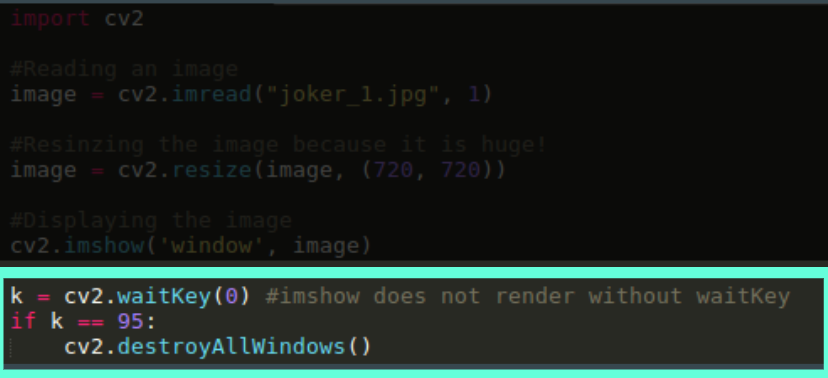 import cv2
#Reading an image
image = cv2.imread("joker_1.jpg", 1)
#Resinzing the image because it is huge!
image = cv2.resize(image, (720, 720))
#Displaying the image
cv2.imshow('window', image)
k = cv2.waitKey(0) #imshow does not render without waitKey
if k == 95:
    cv2.destroyAllWindows()